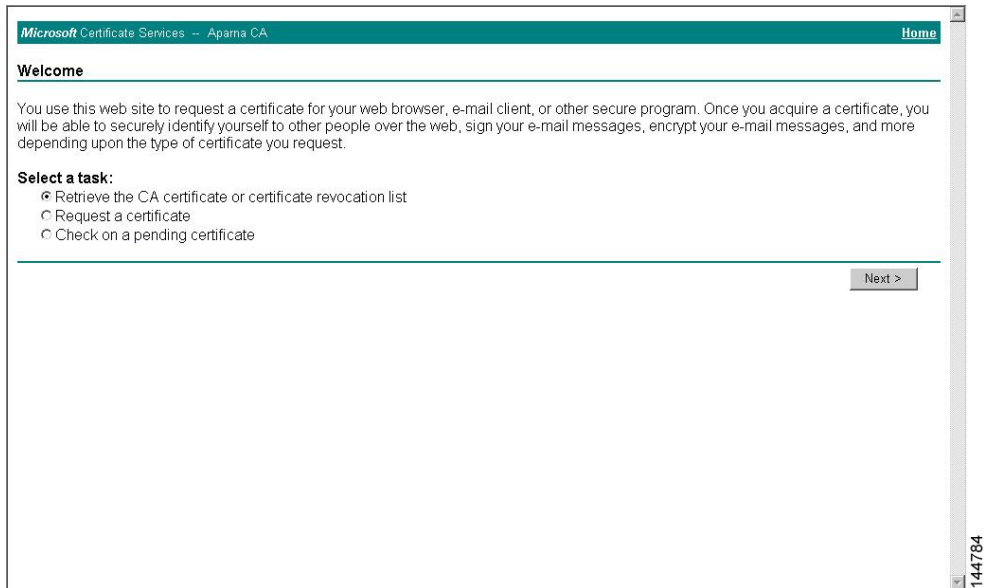 Microsoft Certificate Services -- Aparna CA
Home
Welcome
You use this web site to request a certificate for your web browser, e-mail client, or other secure program. Once you acquire a certificate, you
will be able to securely identify yourself to other people over the web, sign your e-mail messages, encrypt your e-mail messages, and more
depending upon the type of certificate you request.
Select a task:
Retrieve the CA certificate or certificate revocation list
Request a certificate
Check on a pending certificate
Next >
144784